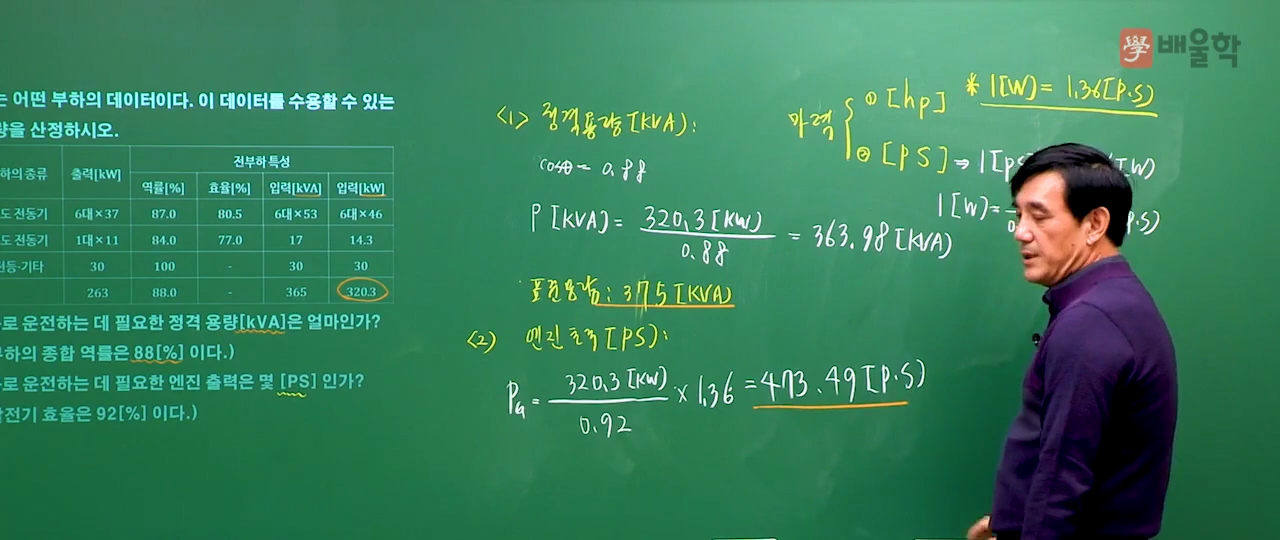 學 배울학
는 어떤 부하의 데이터이다. 이 데이터를 수용할 수 있는
량을 산정하시오.
하의 종류 출력[kW] 전부하 특성
역률[%] 효율[%] 입력[kVA] 입력[kW]
도 전동기 6대×37 87.0 80.5 6대×53 6대×46
도 전동기 1대×11 84.0 77.0 17 14.3
전등·기타 30 100 - 30 30
263 88.0 - 365 320.3
로 운전하는 데 필요한 정격 용량[kVA]은 얼마인가?
부하의 종합 역률은 88[%] 이다.)
로 운전하는 데 필요한 엔진 출력은 몇 [PS] 인가?
발전기 효율은 92[%] 이다.)
<1> 정격용량[KVA]:
cosθ = 0.88
P[KVA] = 320.3[KW] / 0.88 = 363.98[KVA]
표준용량: 375[KVA]
<2> 엔진출력[PS]:
PG = 320.3[KW] / 0.92 × 1.36 = 473.49[P.S]
마력 ① [hp]
② [PS] ⇒ 1[PS]
* 1[W] = 1.36[P.S]
1[W] =